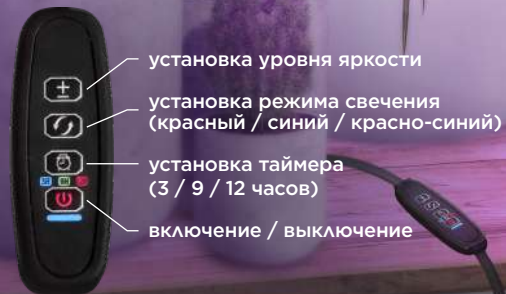 установка уровня яркости
установка режима свечения
(красный / синий / красно-синий)
установка таймера
(3 / 9 / 12 часов)
включение / выключение